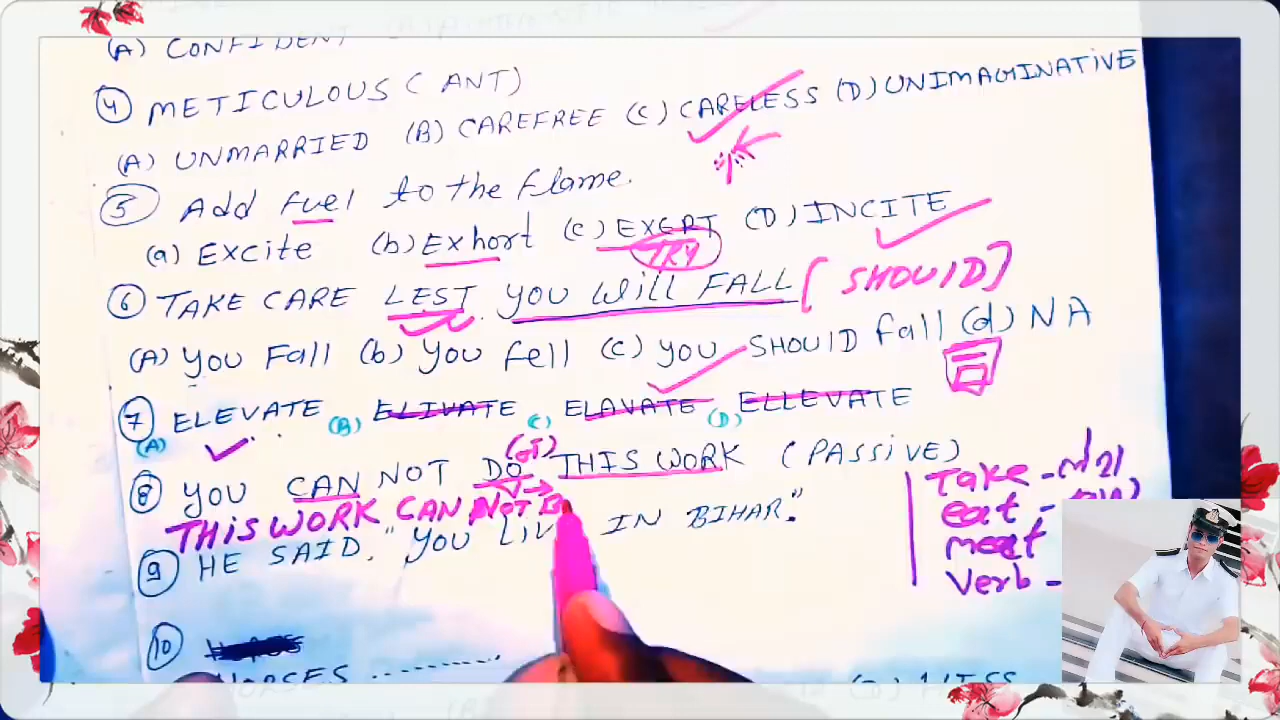 (A) CONFIDENT
④ METICULOUS (ANT)
(A) UNMARRIED (B) CAREFREE (C) CARELESS (D) UNIMAGINATIVE
⑤ Add fuel to the flame.
(a) Excite (b) Exhort (c) EXERT (D) INCITE
TRY
⑥ TAKE CARE LEST YOU WILL FALL [SHOULD]
(A) YOU Fall (b) YOU fell (c) YOU SHOULD fall (d) NA
⑦ ELEVATE (B) ELIVATE (C) ELAVATE (D) ELLEVATE
(A)
⑧ YOU CAN NOT DO THIS WORK (PASSIVE)
THIS WORK CAN NOT
⑨ HE SAID, "YOU LIV IN BIHAR."
⑩
HORSES ............
Take -
eat -
meat
Verb -